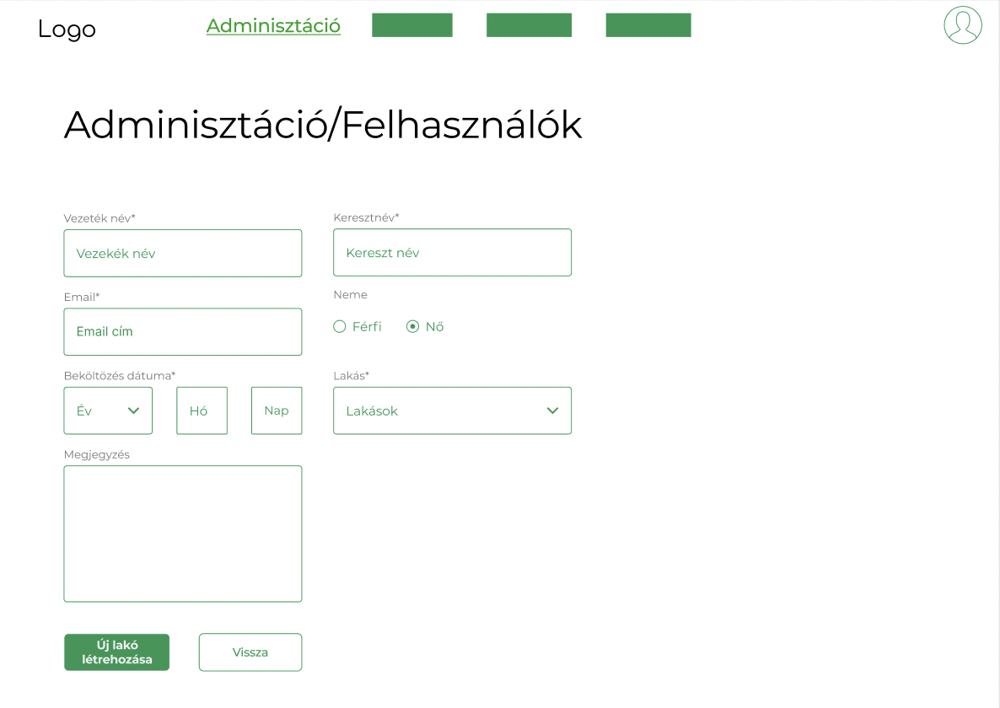 Logo
Adminisztáció
Adminisztáció/Felhasználók
Vezeték név*
Keresztnév*
Vezekék név
Kereszt név
Email*
Neme
Email cím
Férfi
Nő
Beköltözés dátuma*
Lakás*
Év
Hó
Nap
Lakások
Megjegyzés
Új lakó
létrehozása
Vissza